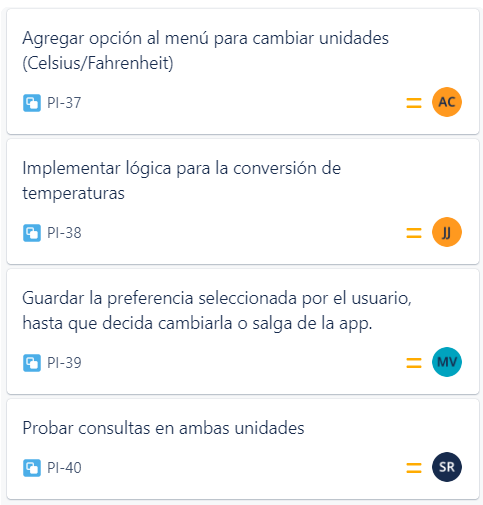 Agregar opción al menú para cambiar unidades
(Celsius/Fahrenheit)
PI-37
AC
Implementar lógica para la conversión de
temperaturas
PI-38
JJ
Guardar la preferencia seleccionada por el usuario,
hasta que decida cambiarla o salga de la app.
PI-39
MV
Probar consultas en ambas unidades
PI-40
SR